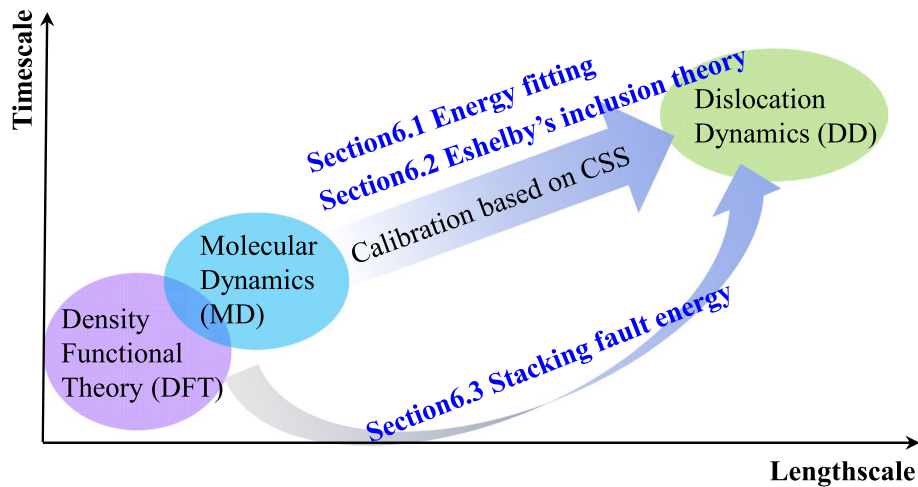 Timescale
Section6.1 Energy fitting
Section6.2 Eshelby’s inclusion theory
Calibration based on CSS
Dislocation
Dynamics (DD)
Molecular
Dynamics
(MD)
Density
Functional
Theory (DFT)
Section6.3 Stacking fault energy
Lengthscale